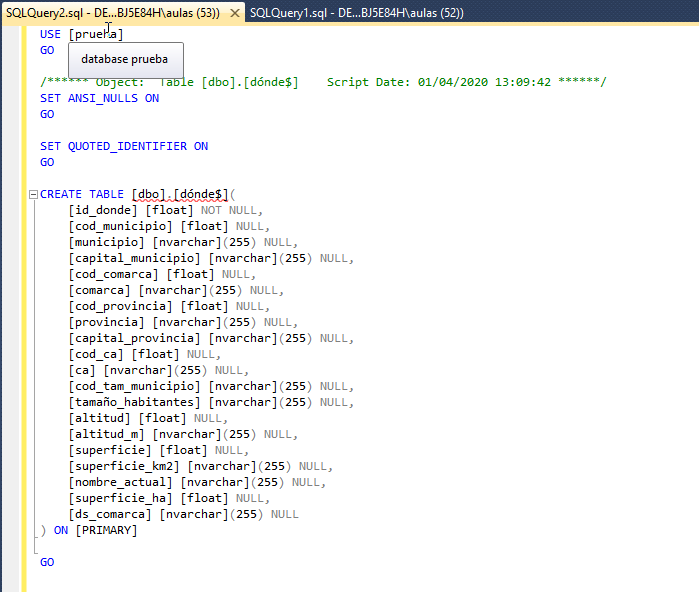 SQLQuery2.sql - DE...BJ5E84H\aulas (53)) SQLQuery1.sql - DE...BJ5E84H\aulas (52))
USE [prueba]
GO
database prueba
/****** Object:  Table [dbo].[dónde$]    Script Date: 01/04/2020 13:09:42 ******/
SET ANSI_NULLS ON
GO
SET QUOTED_IDENTIFIER ON
GO
CREATE TABLE [dbo].[dónde$](
[id_donde] [float] NOT NULL,
[cod_municipio] [float] NULL,
[municipio] [nvarchar](255) NULL,
[capital_municipio] [nvarchar](255) NULL,
[cod_comarca] [float] NULL,
[comarca] [nvarchar](255) NULL,
[cod_provincia] [float] NULL,
[provincia] [nvarchar](255) NULL,
[capital_provincia] [nvarchar](255) NULL,
[cod_ca] [float] NULL,
[ca] [nvarchar](255) NULL,
[cod_tam_municipio] [nvarchar](255) NULL,
[tamaño_habitantes] [nvarchar](255) NULL,
[altitud] [float] NULL,
[altitud_m] [nvarchar](255) NULL,
[superficie] [float] NULL,
[superficie_km2] [nvarchar](255) NULL,
[nombre_actual] [nvarchar](255) NULL,
[superficie_ha] [float] NULL,
[ds_comarca] [nvarchar](255) NULL
) ON [PRIMARY]
GO